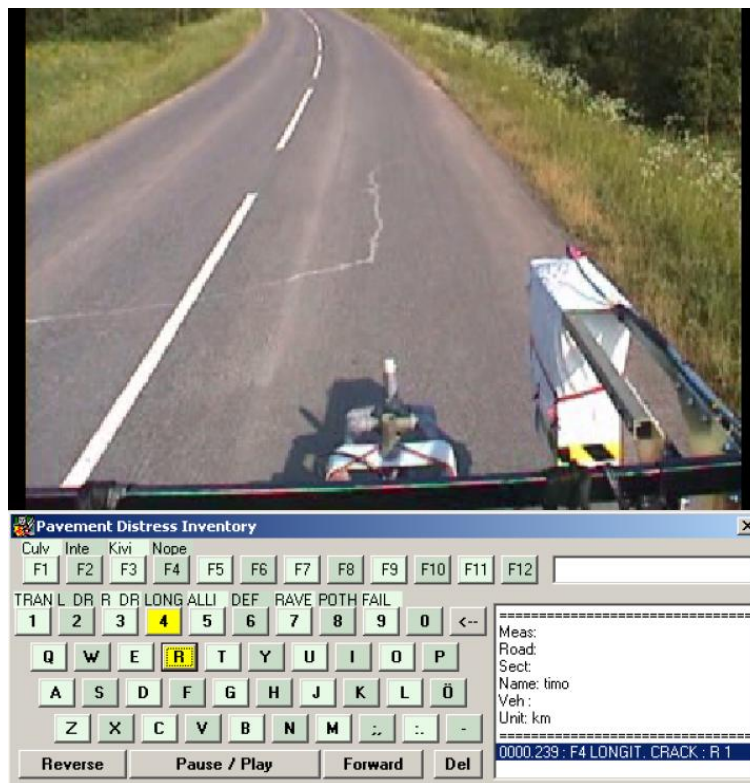 Pavement Distress Inventory
Culv Inte Kivi Nope
F1 F2 F3 F4 F5 F6 F7 F8 F9 F10 F11 F12
TRAN L DR R DR LONG ALLI DEF RAVE POTH FAIL
1 2 3 4 5 6 7 8 9 0 <--
Q W E R T Y U I O P
A S D F G H J K L Ö
Z X C V B N M ;, :. -
Reverse Pause / Play Forward Del
===============================
Meas:
Road:
Sect:
Name: timo
Veh :
Unit: km
===============================
0000.239 : F4 LONGIT. CRACK : R 1